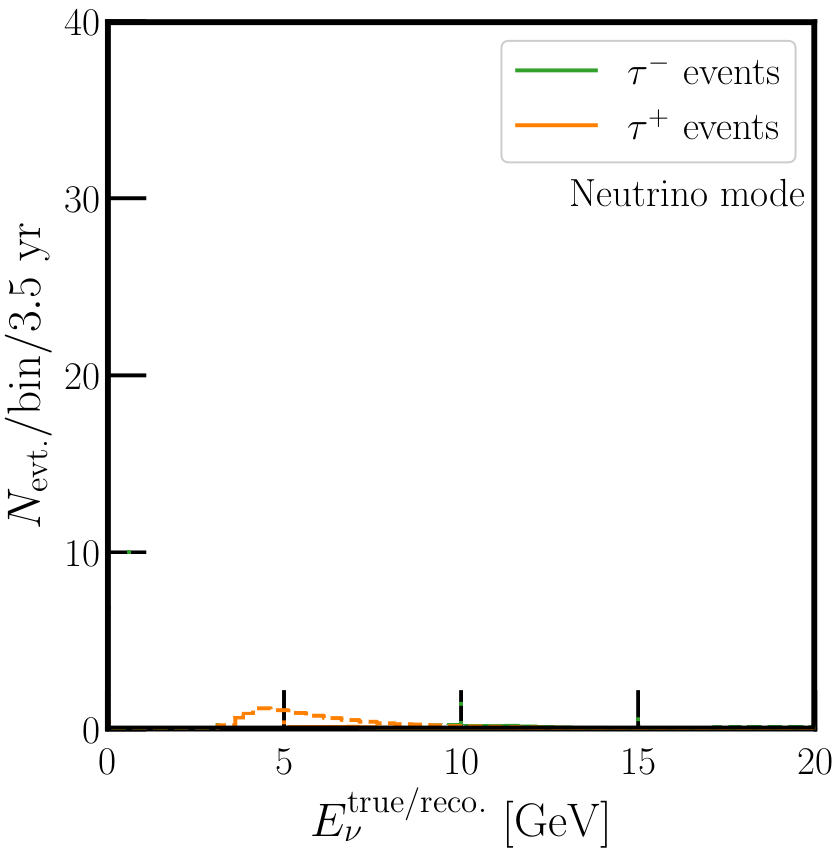 40
τ⁻ events
τ⁺ events
Neutrino mode
30
20
10
0
N_evt./bin/3.5 yr
0 5 10 15 20
E_ν^true/reco. [GeV]